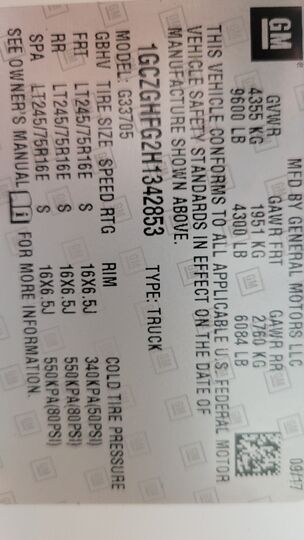 GM
MFD BY GENERAL MOTORS LLC 09/17
GVWR GAWR FRT GAWR RR
4355 KG 1951 KG 2760 KG
9600 LB 4300 LB 6084 LB
THIS VEHICLE CONFORMS TO ALL APPLICABLE U.S. FEDERAL MOTOR
VEHICLE SAFETY STANDARDS IN EFFECT ON THE DATE OF
MANUFACTURE SHOWN ABOVE.
1GCZGHFG2H1342853 TYPE: TRUCK
MODEL: G33705
GBHV TIRE SIZE SPEED RTG RIM COLD TIRE PRESSURE
FRT LT245/75R16E S 16X6.5J 340KPA(50PSI)
RR LT245/75R16E S 16X6.5J 550KPA(80PSI)
SPA LT245/75R16E S 16X6.5J 550KPA(80PSI)
SEE OWNER'S MANUAL i FOR MORE INFORMATION.